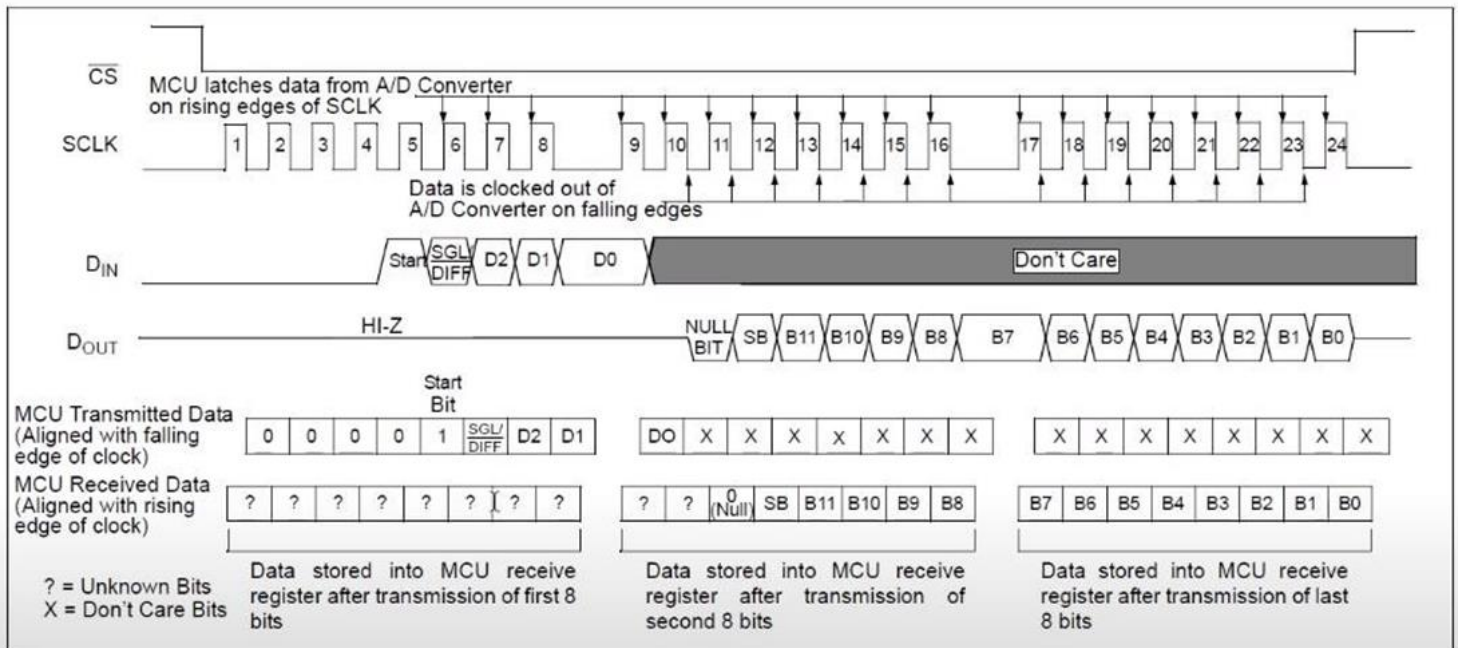 CS
MCU latches data from A/D Converter
on rising edges of SCLK
SCLK
1 2 3 4 5 6 7 8 9 10 11 12 13 14 15 16 17 18 19 20 21 22 23 24
Data is clocked out of
A/D Converter on falling edges
DIN
Start SGL/DIFF D2 D1 D0 Don't Care
HI-Z
DOUT
NULL BIT SB B11 B10 B9 B8 B7 B6 B5 B4 B3 B2 B1 B0
Start
Bit
MCU Transmitted Data
(Aligned with falling
edge of clock)
0 0 0 0 1 SGL/DIFF D2 D1 DO X X X X X X X X X X X X X X X
MCU Received Data
(Aligned with rising
edge of clock)
? ? ? ? ? ? ? ? ? ? 0 (Null) SB B11 B10 B9 B8 B7 B6 B5 B4 B3 B2 B1 B0
? = Unknown Bits
X = Don't Care Bits
Data stored into MCU receive
register after transmission of first 8
bits
Data stored into MCU receive
register after transmission of
second 8 bits
Data stored into MCU receive
register after transmission of last
8 bits